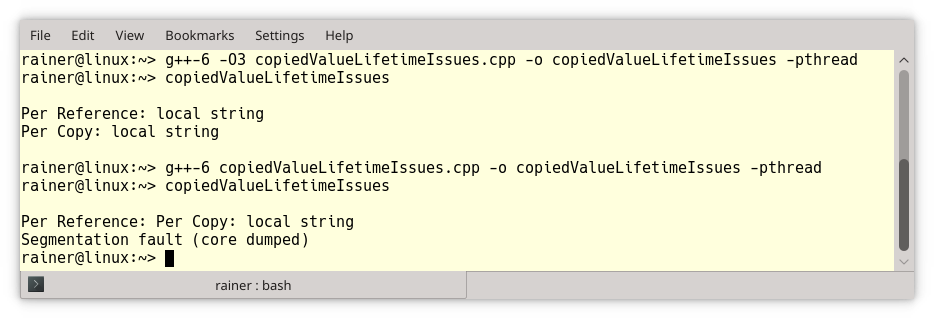 File Edit View Bookmarks Settings Help
rainer@linux:~> g++-6 -O3 copiedValueLifetimeIssues.cpp -o copiedValueLifetimeIssues -pthread
rainer@linux:~> copiedValueLifetimeIssues
Per Reference: local string
Per Copy: local string
rainer@linux:~> g++-6 copiedValueLifetimeIssues.cpp -o copiedValueLifetimeIssues -pthread
rainer@linux:~> copiedValueLifetimeIssues
Per Reference: Per Copy: local string
Segmentation fault (core dumped)
rainer@linux:~>
rainer : bash